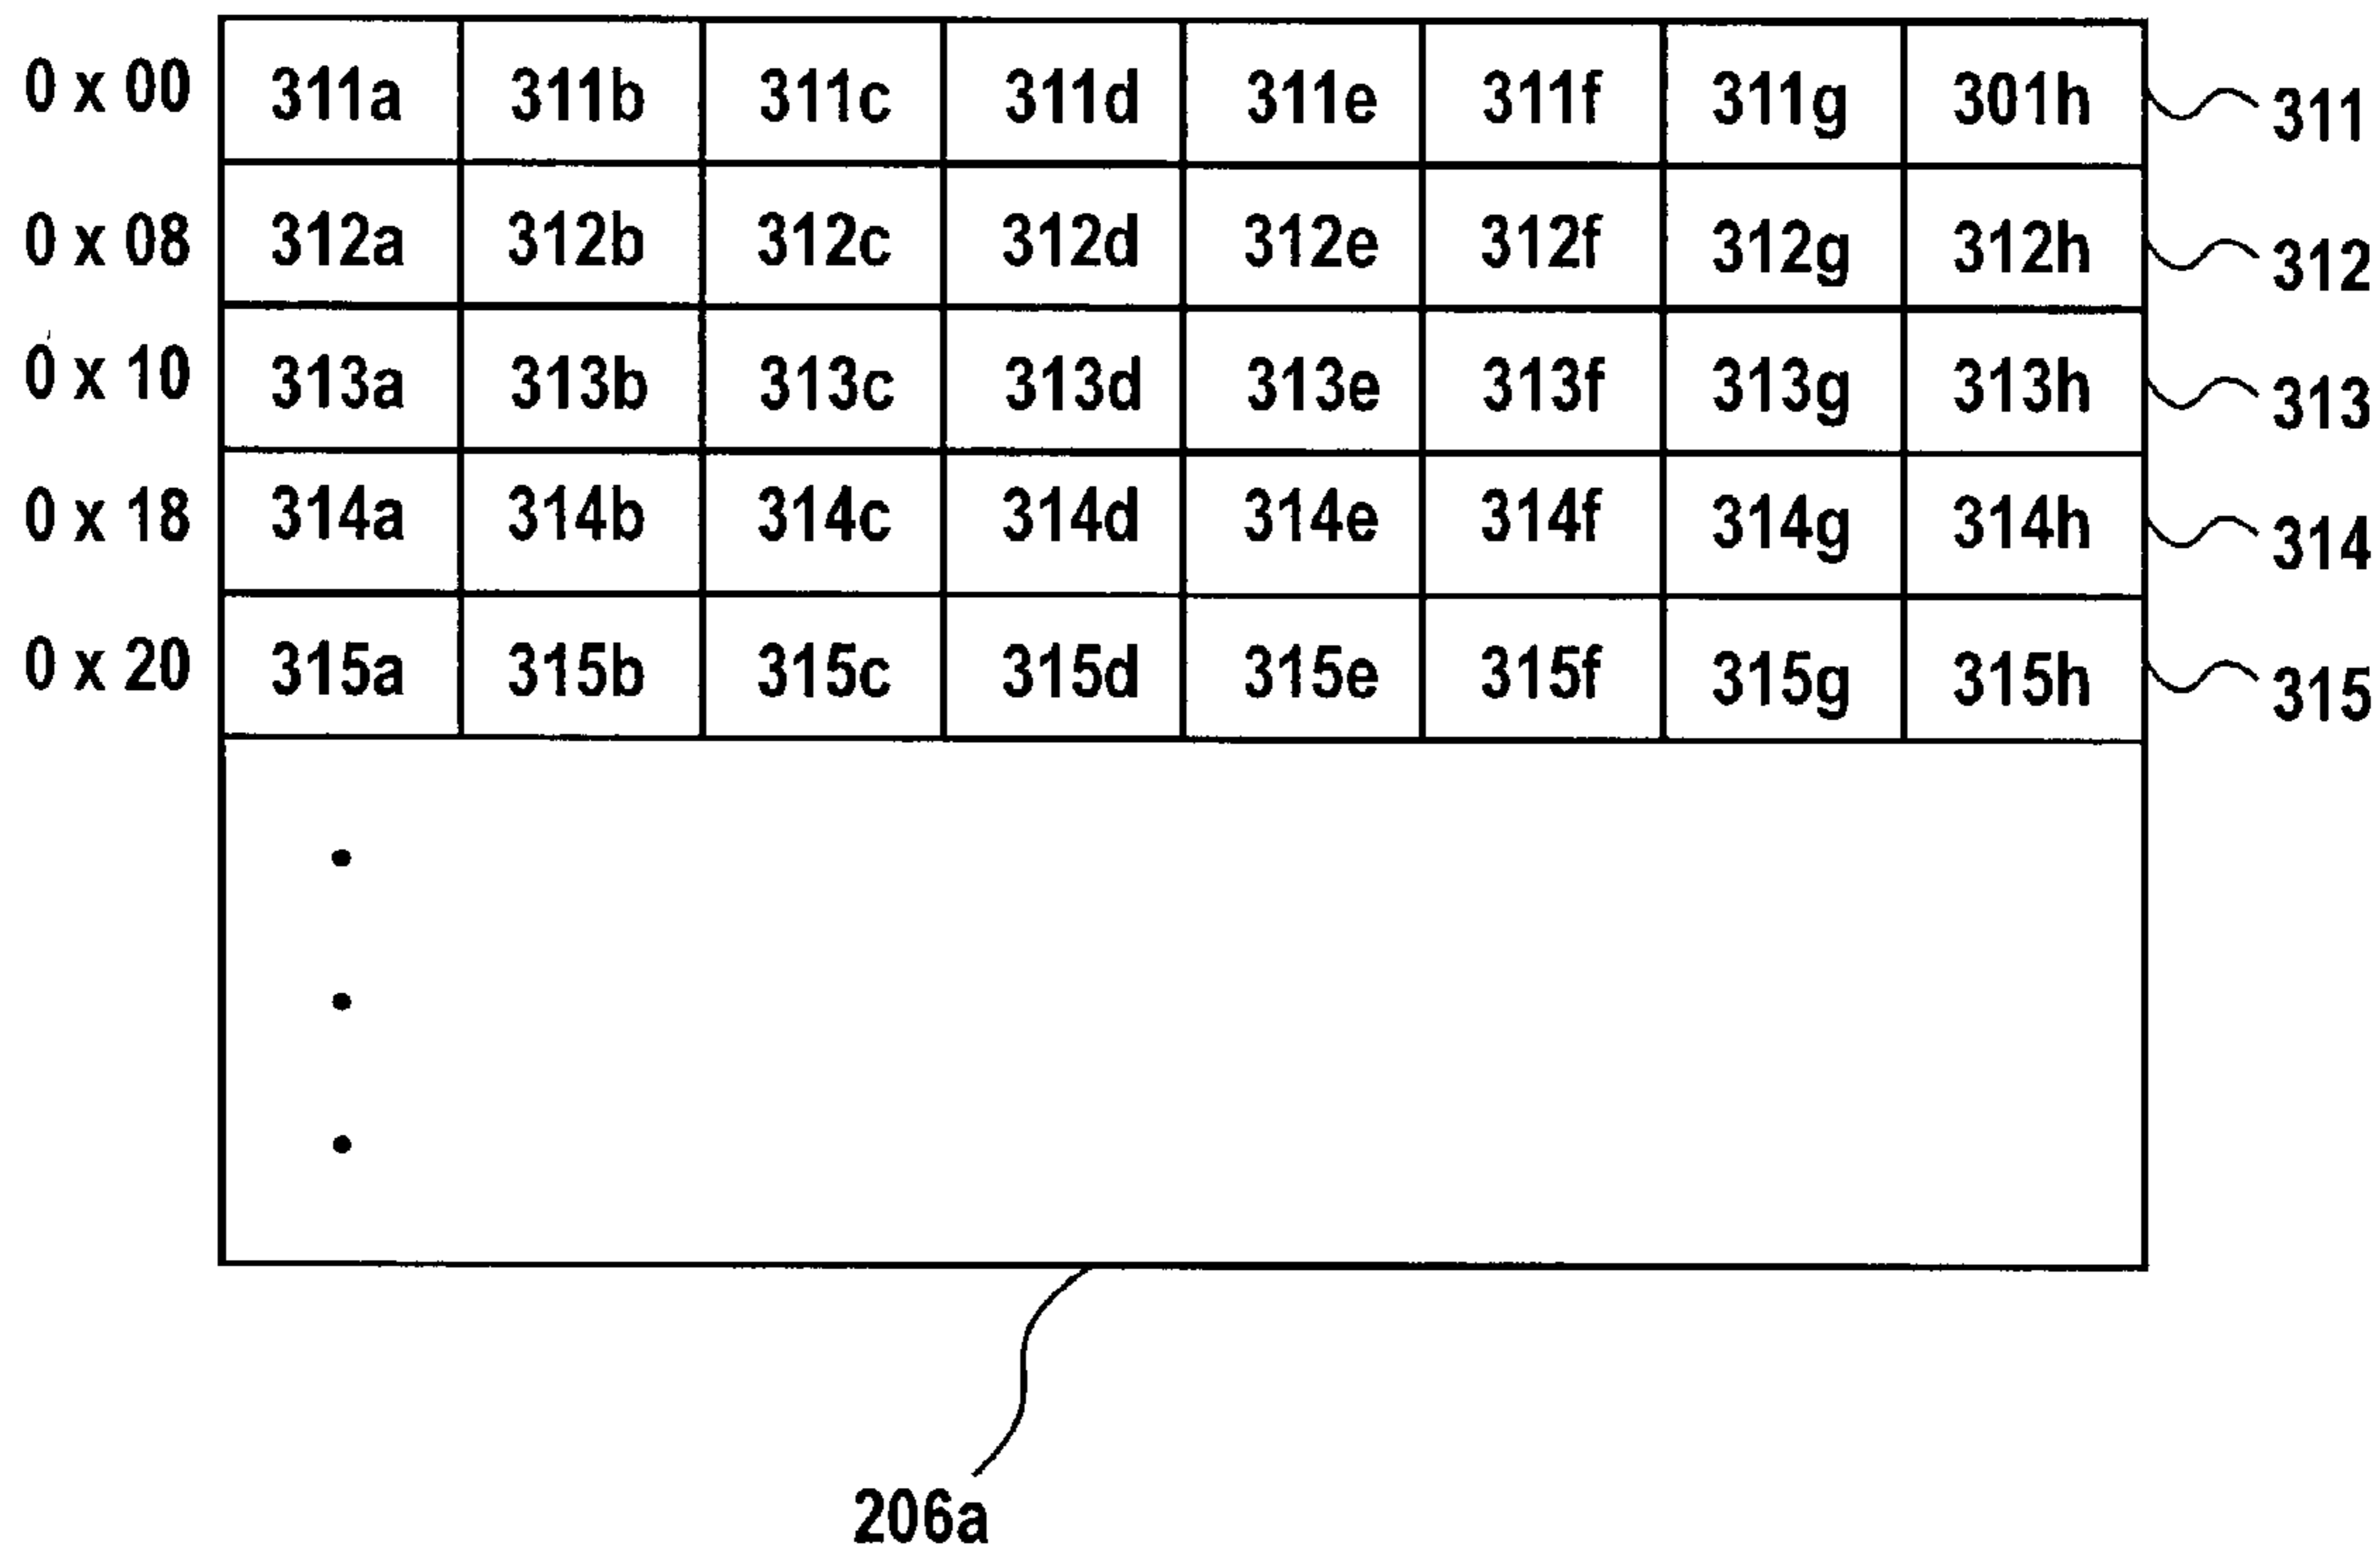 0 x 00 311a 311b 311c 311d 311e 311f 311g 301h 311
0 x 08 312a 312b 312c 312d 312e 312f 312g 312h 312
0 x 10 313a 313b 313c 313d 313e 313f 313g 313h 313
0 x 18 314a 314b 314c 314d 314e 314f 314g 314h 314
0 x 20 315a 315b 315c 315d 315e 315f 315g 315h 315
206a